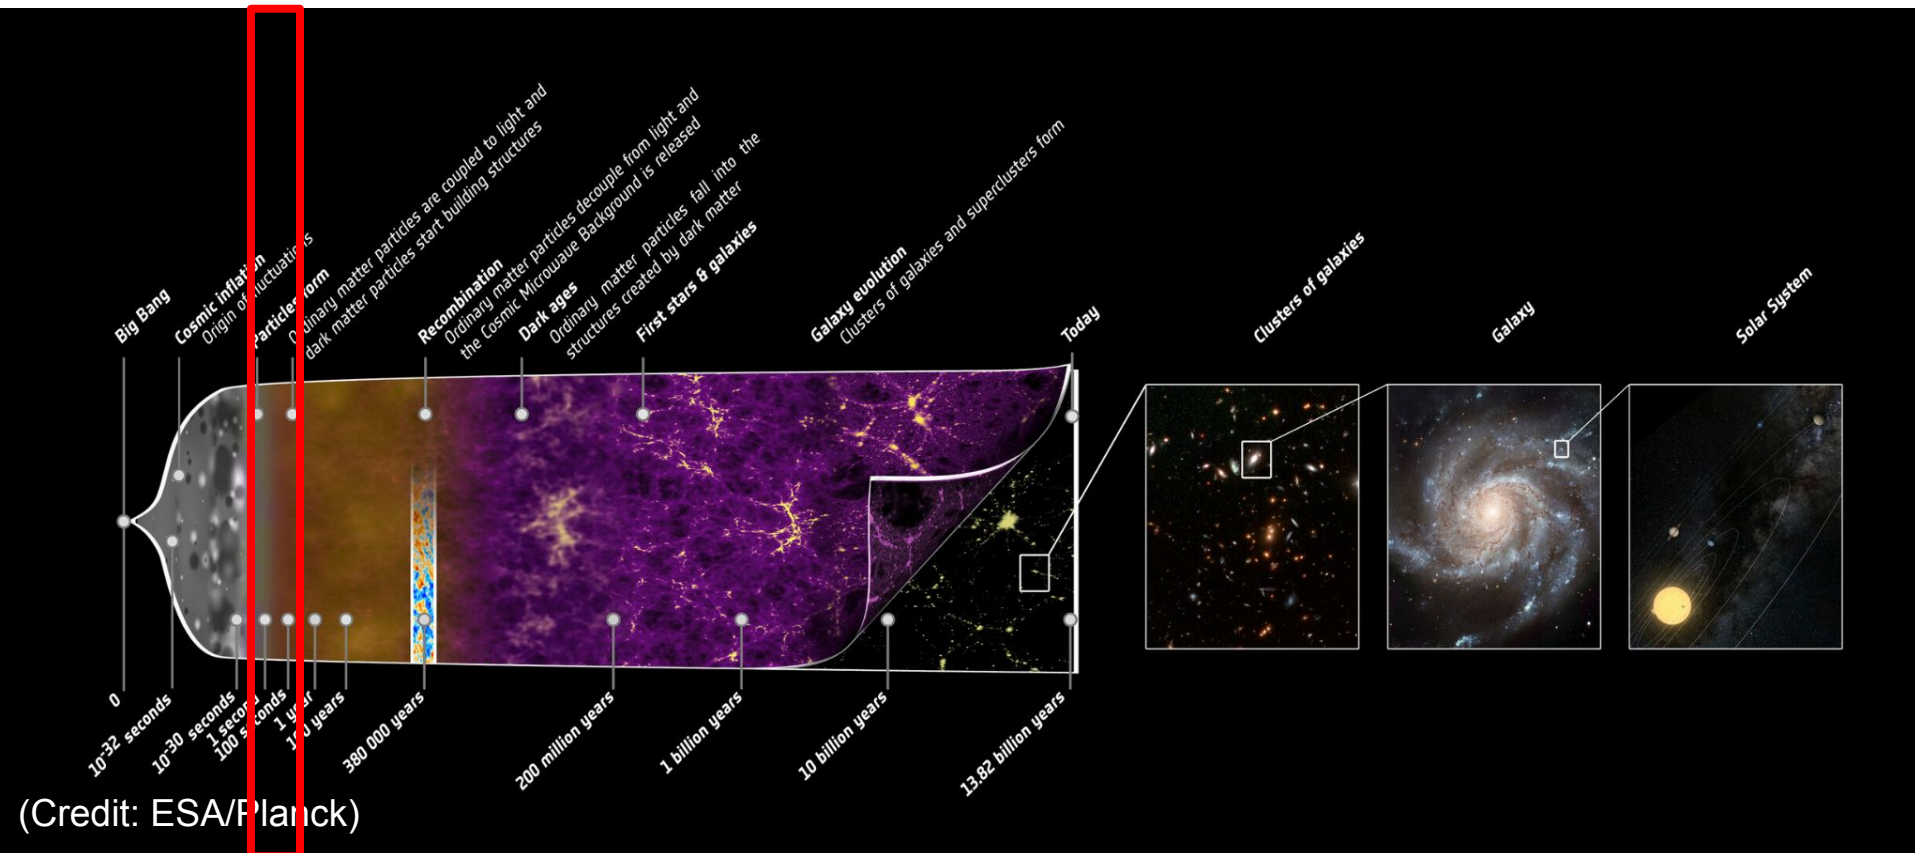 Big Bang
Cosmic inflation
Origin of fluctuations
Particles form
Ordinary matter particles are coupled to light and
dark matter particles start building structures
Recombination
Ordinary matter particles decouple from light and
the Cosmic Microwave Background is released
Dark ages
Ordinary matter particles fall into the
structures created by dark matter
First stars & galaxies
Galaxy evolution
Clusters of galaxies and superclusters form
Today
Clusters of galaxies
Galaxy
Solar System
0
10-32 seconds
10-30 seconds
1 second
100 seconds
1 year
100 years
380 000 years
200 million years
1 billion years
10 billion years
13.82 billion years
(Credit: ESA/Planck)